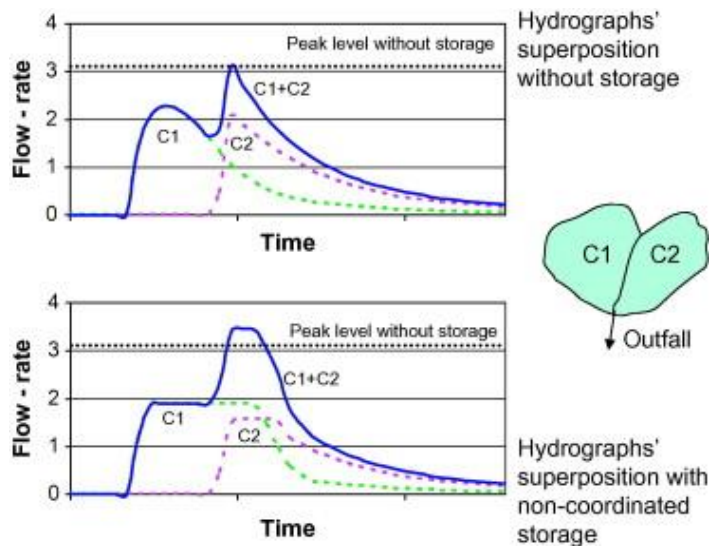 Hydrographs'
superposition
without storage
4
3
2
1
0
Flow - rate
Peak level without storage
C1
C1+C2
C2
Time
C1
C2
Outfall
4
3
2
1
0
Flow - rate
Peak level without storage
C1
C1+C2
C2
Time
Hydrographs'
superposition with
non-coordinated
storage